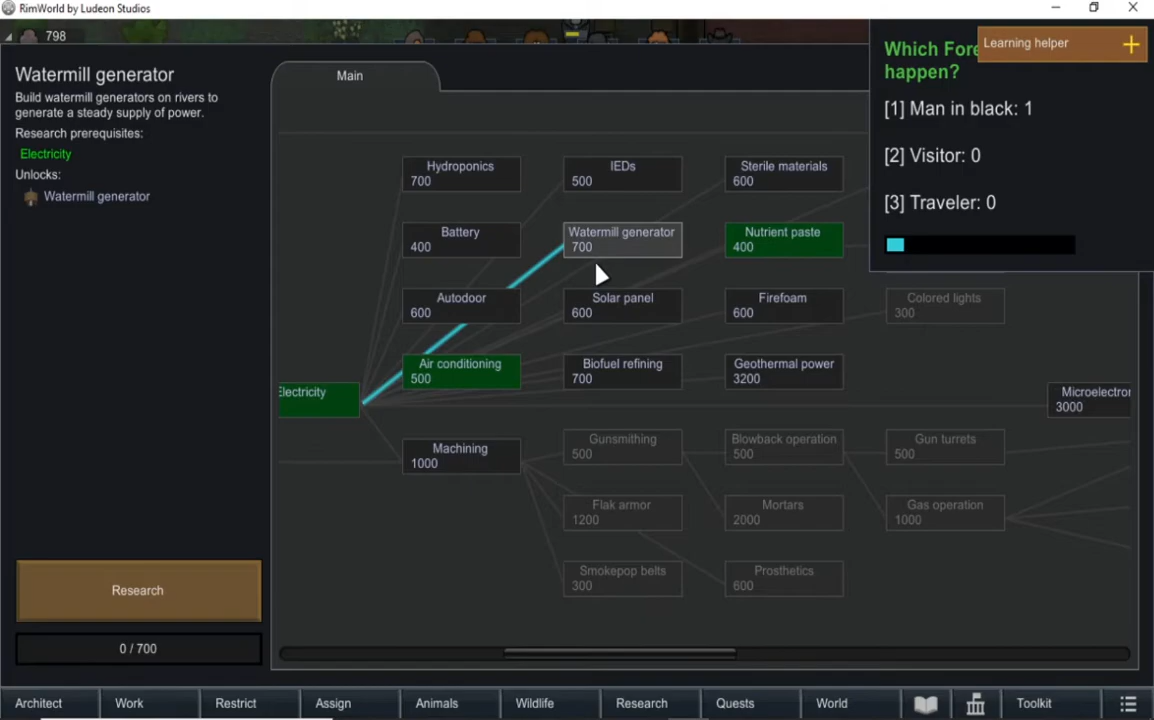 RimWorld by Ludeon Studios
798
Watermill generator
Build watermill generators on rivers to
generate a steady supply of power.
Research prerequisites:
Electricity
Unlocks:
Watermill generator
Research
0 / 700
Main
Hydroponics
700
IEDs
500
Sterile materials
600
Battery
400
Watermill generator
700
Nutrient paste
400
Autodoor
600
Solar panel
600
Firefoam
600
Colored lights
300
Air conditioning
500
Biofuel refining
700
Geothermal power
3200
Electricity
Microelectror
3000
Machining
1000
Gunsmithing
500
Blowback operation
500
Gun turrets
500
Flak armor
1200
Mortars
2000
Gas operation
1000
Smokepop belts
300
Prosthetics
600
Which Fore
happen?
Learning helper
[1] Man in black: 1
[2] Visitor: 0
[3] Traveler: 0
Architect
Work
Restrict
Assign
Animals
Wildlife
Research
Quests
World
Toolkit